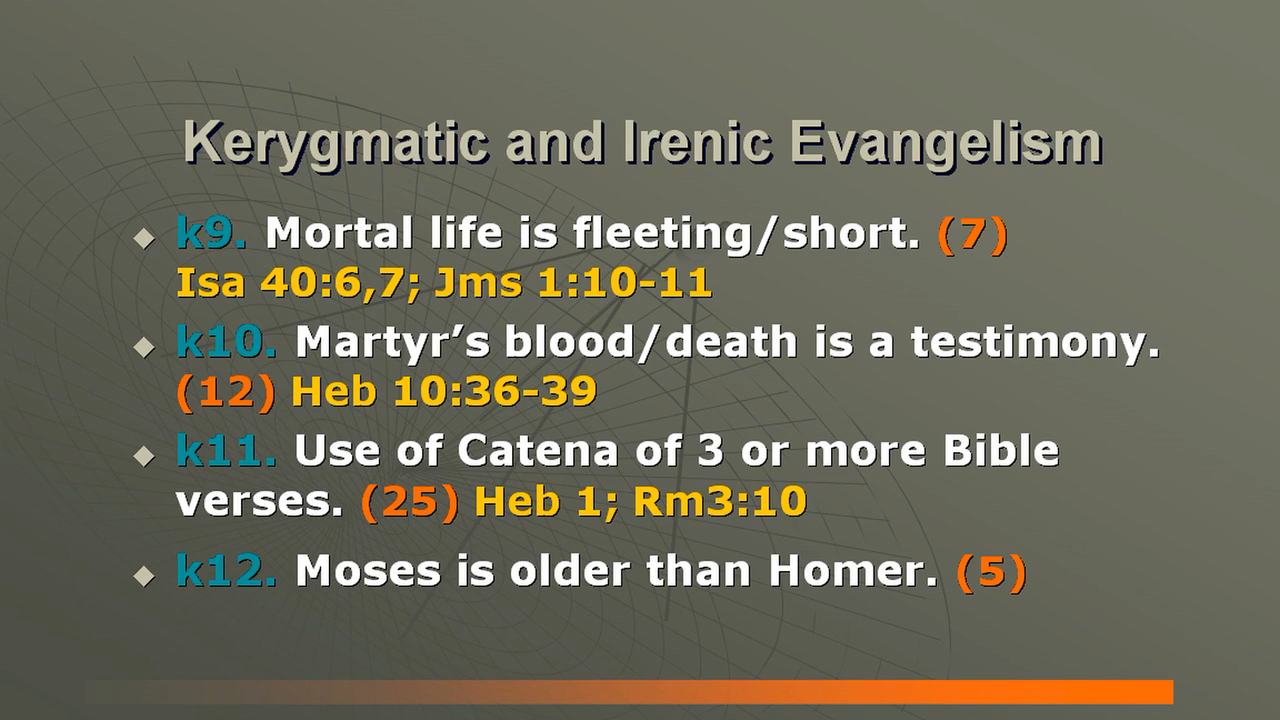 Kerygmatic and Irenic Evangelism
k9. Mortal life is fleeting/short. (7)
Isa 40:6,7; Jms 1:10-11
k10. Martyr’s blood/death is a testimony.
(12) Heb 10:36-39
k11. Use of Catena of 3 or more Bible
verses. (25) Heb 1; Rm3:10
k12. Moses is older than Homer. (5)